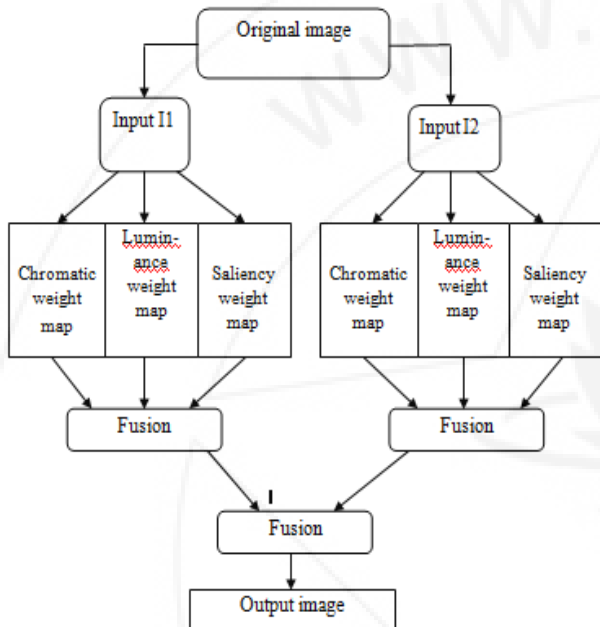 Original image
Input I1
Input I2
Chromatic
weight
map
Lumin-
ance
weight
map
Saliency
weight
map
Chromatic
weight
map
Lumin-
ance
weight
map
Saliency
weight
map
Fusion
Fusion
Fusion
Output image
www.